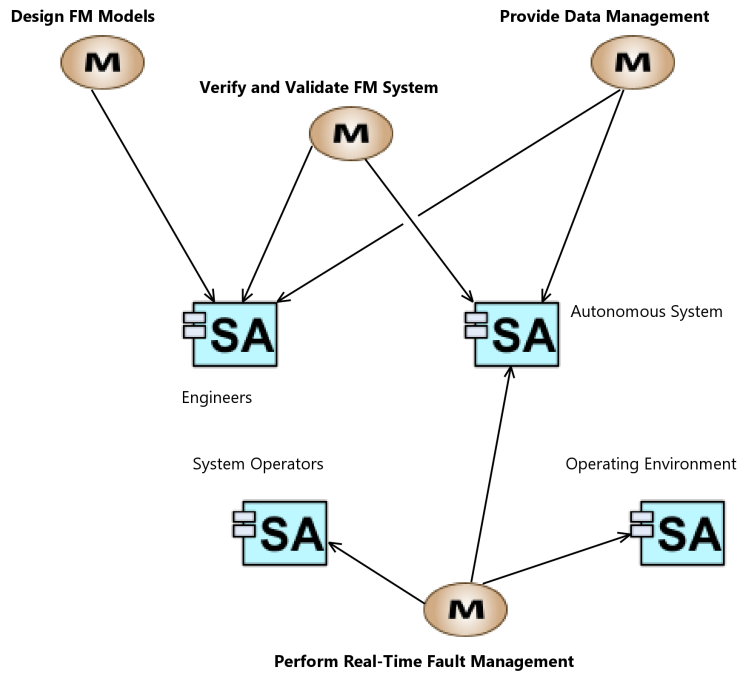 Design FM Models
Provide Data Management
M
M
Verify and Validate FM System
M
Autonomous System
SA
SA
Engineers
System Operators
Operating Environment
SA
SA
M
Perform Real-Time Fault Management